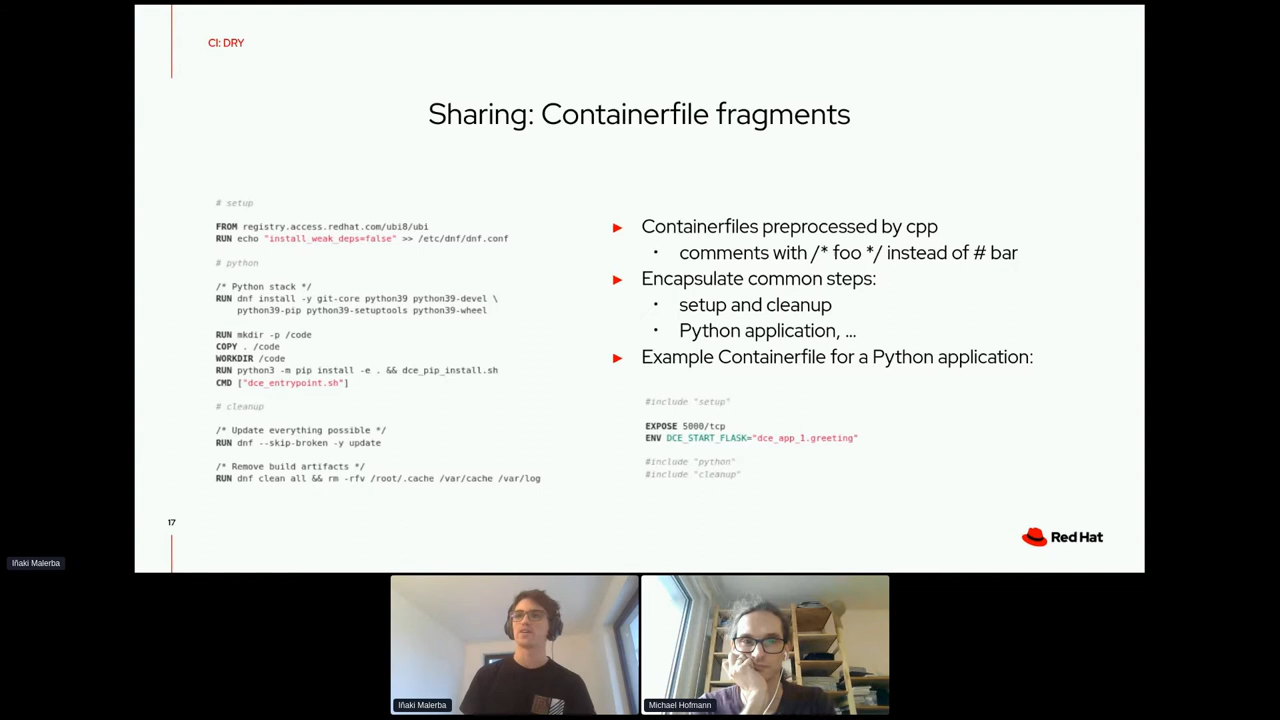 CI: DRY
Sharing: Containerfile fragments
# setup
FROM registry.access.redhat.com/ubi8/ubi
RUN echo "install_weak_deps=false" >> /etc/dnf/dnf.conf
# python
/* Python stack */
RUN dnf install -y git-core python39 python39-devel \
python39-pip python39-setuptools python39-wheel
RUN mkdir -p /code
COPY . /code
WORKDIR /code
RUN python3 -m pip install -e . && dce_pip_install.sh
CMD ["dce_entrypoint.sh"]
# cleanup
/* Update everything possible */
RUN dnf --skip-broken -y update
/* Remove build artifacts */
RUN dnf clean all && rm -rfv /root/.cache /var/cache /var/log
► Containerfiles preprocessed by cpp
• comments with /* foo */ instead of # bar
► Encapsulate common steps:
• setup and cleanup
• Python application, ...
► Example Containerfile for a Python application:
#include "setup"
EXPOSE 5000/tcp
ENV DCE_START_FLASK="dce_app_1.greeting"
#include "python"
#include "cleanup"
17
Red Hat
Iñaki Malerba
Iñaki Malerba
Michael Hofmann